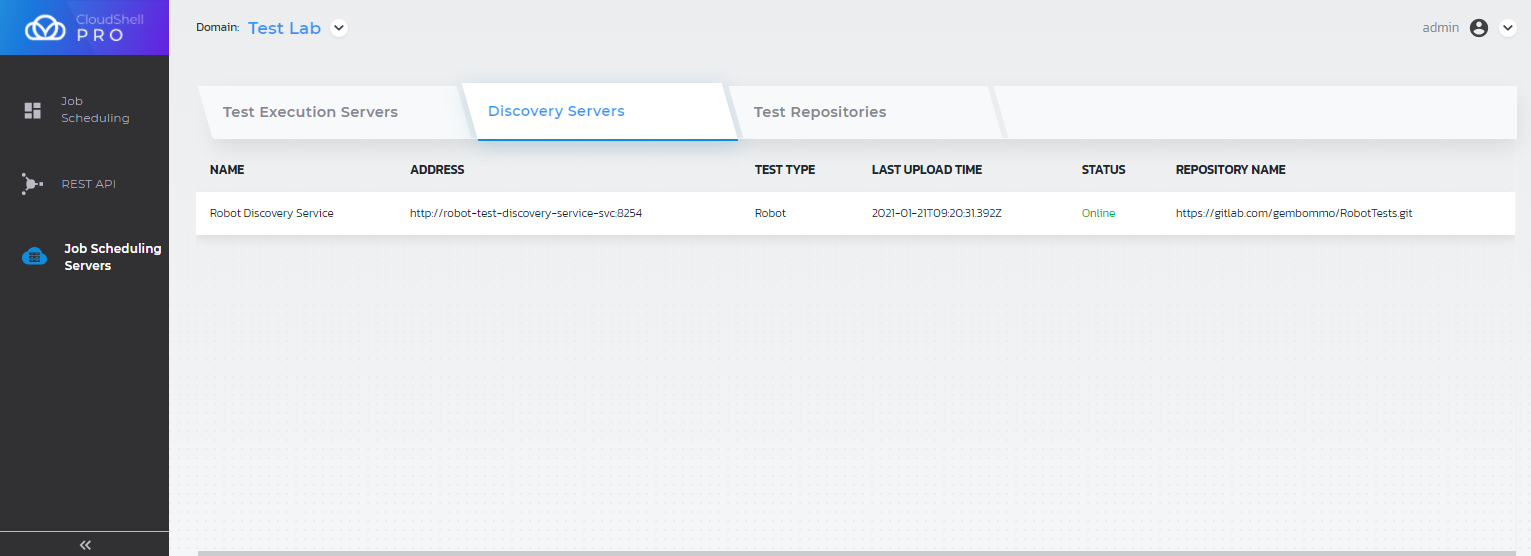 CloudShell
PRO
Domain: Test Lab
admin
Job
Scheduling
REST API
Job Scheduling
Servers
Test Execution Servers
Discovery Servers
Test Repositories
NAME ADDRESS TEST TYPE LAST UPLOAD TIME STATUS REPOSITORY NAME
Robot Discovery Service http://robot-test-discovery-service-svc:8254 Robot 2021-01-21T09:20:31.392Z Online https://gitlab.com/gembommo/RobotTests.git